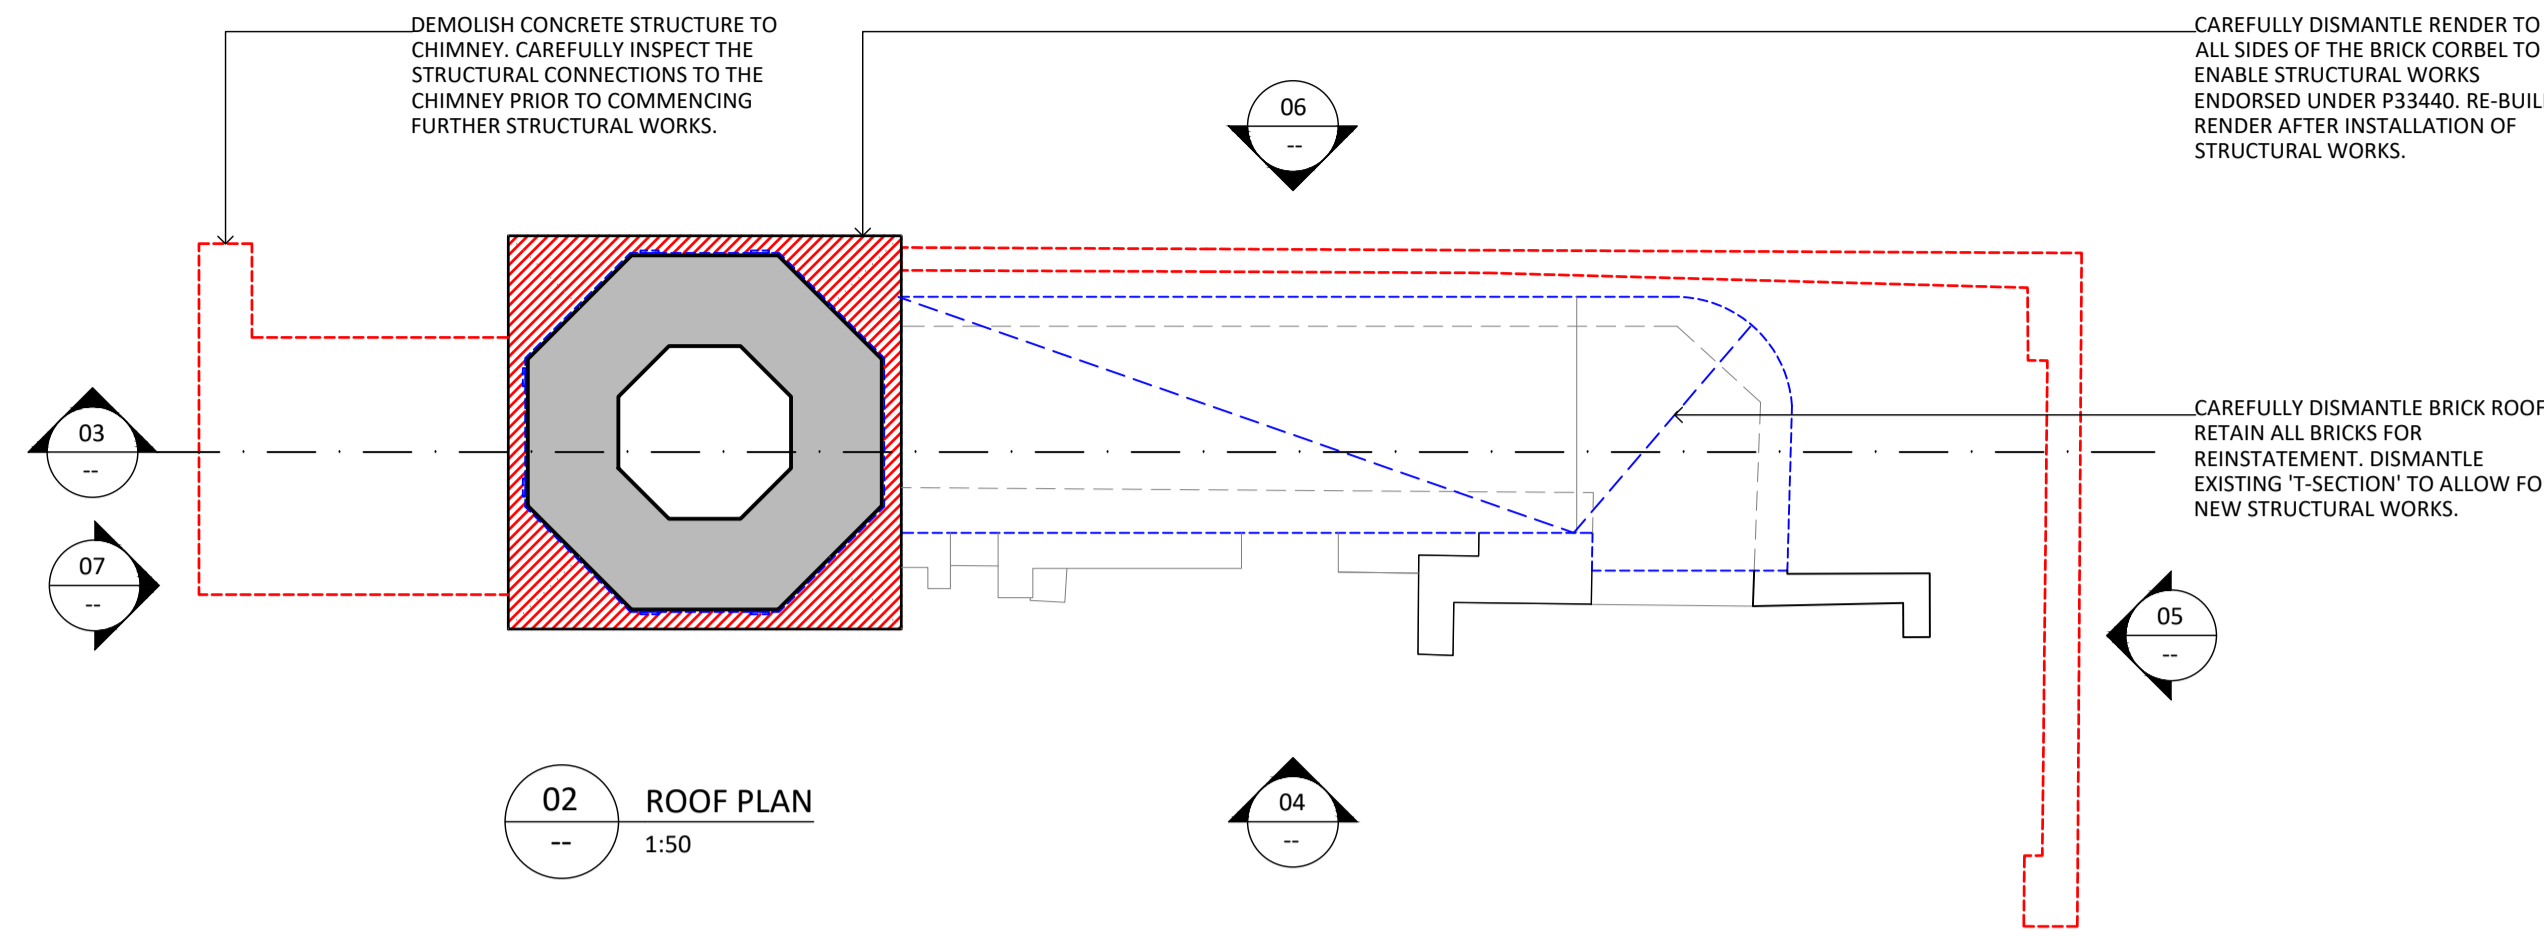 DEMOLISH CONCRETE STRUCTURE TO
CHIMNEY. CAREFULLY INSPECT THE
STRUCTURAL CONNECTIONS TO THE
CHIMNEY PRIOR TO COMMENCING
FURTHER STRUCTURAL WORKS.
CAREFULLY DISMANTLE RENDER TO
ALL SIDES OF THE BRICK CORBEL TO
ENABLE STRUCTURAL WORKS
ENDORSED UNDER P33440. RE-BUIL
RENDER AFTER INSTALLATION OF
STRUCTURAL WORKS.
06
--
03
--
CAREFULLY DISMANTLE BRICK ROOF
RETAIN ALL BRICKS FOR
REINSTATEMENT. DISMANTLE
EXISTING 'T-SECTION' TO ALLOW FO
NEW STRUCTURAL WORKS.
07
--
05
--
02
--
ROOF PLAN
1:50
04
--